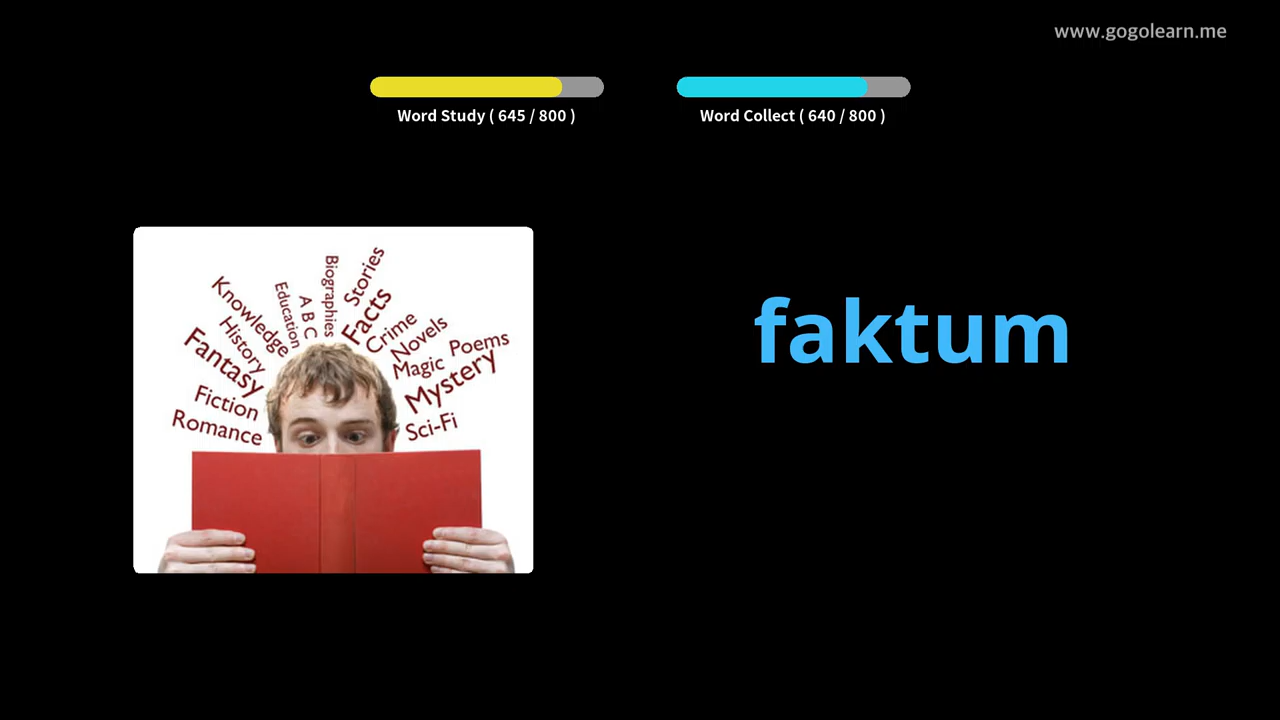 www.gogolearn.me
Word Study ( 645 / 800 )
Word Collect ( 640 / 800 )
faktum
Knowledge
Education
A B C
Biographies
Stories
Facts
Crime
Novels
Poems
History
Fantasy
Magic
Mystery
Fiction
Romance
Sci-Fi